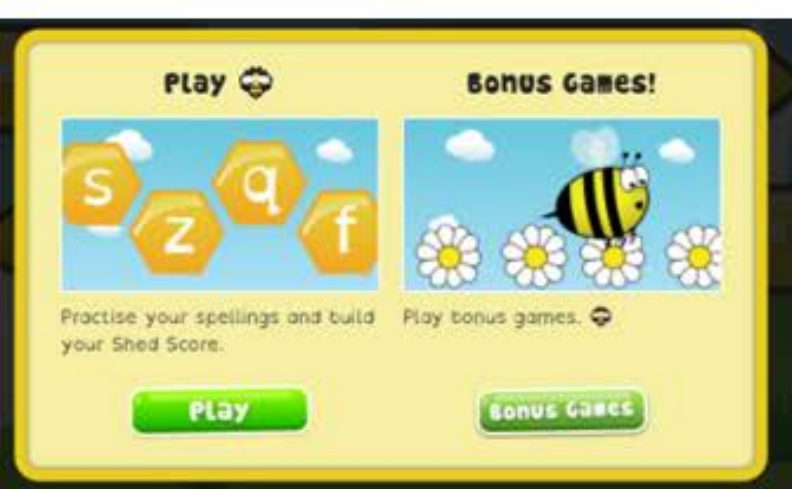 Play
Bonus Games!
s z q f
Practise your spellings and build
your Shed Score.
Play bonus games.
Play
Bonus Games